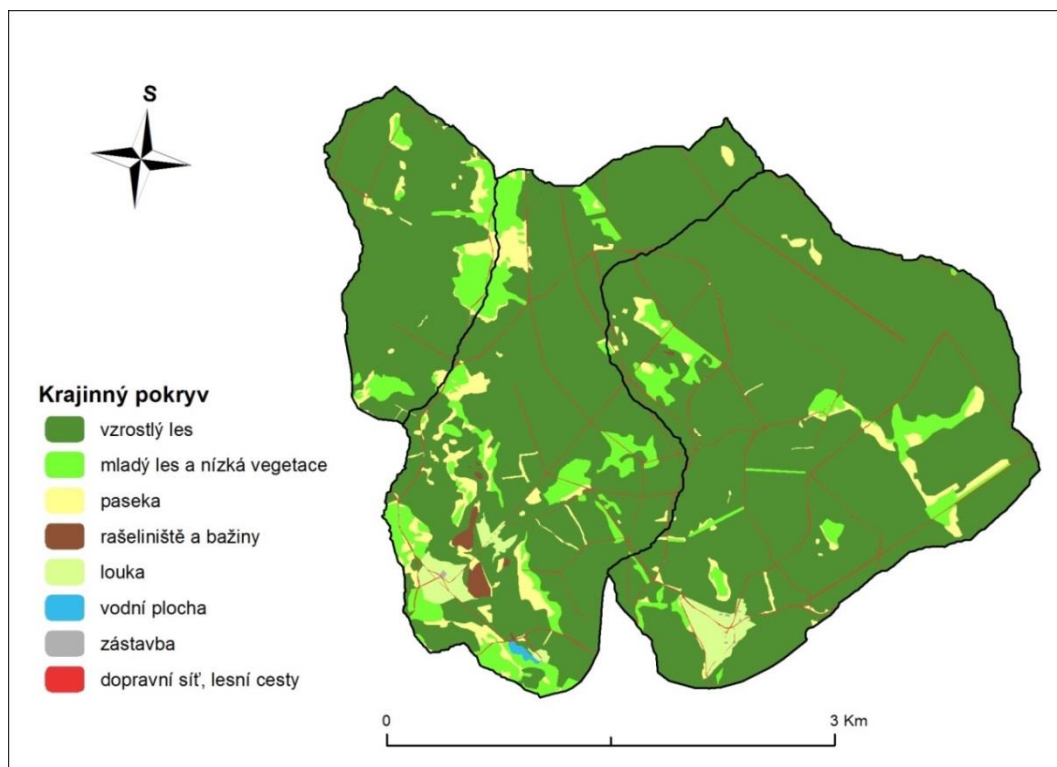 S
Krajinný pokryv
vzrostlý les
mladý les a nízká vegetace
paseka
rašeliniště a bažiny
louka
vodní plocha
zástavba
dopravní síť, lesní cesty
0 3 Km